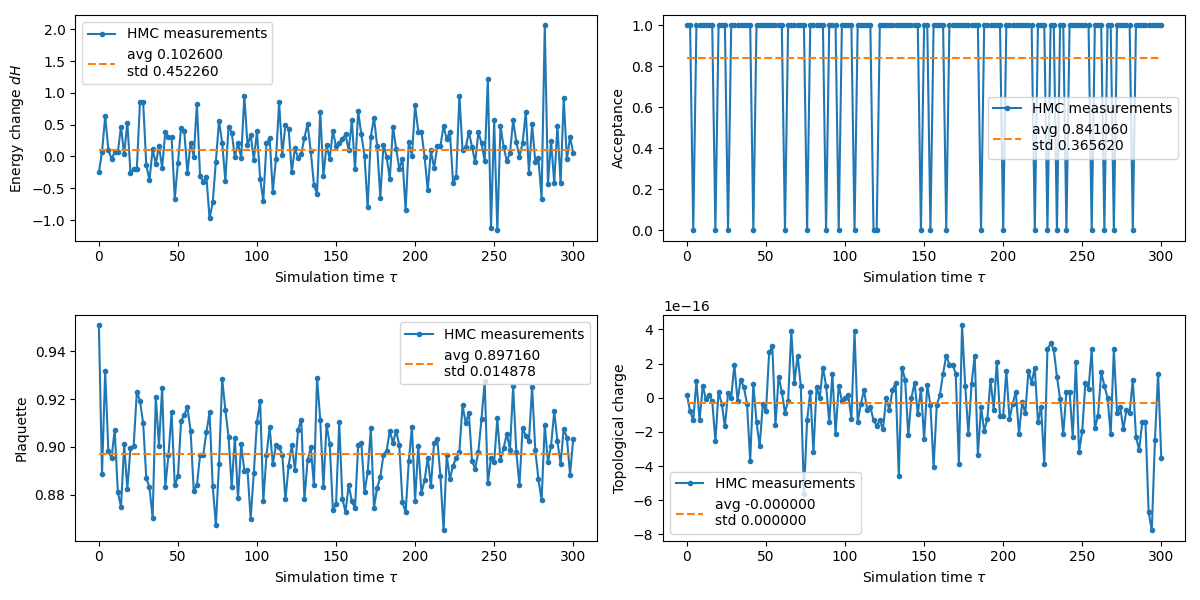 Energy change dH
2.0
1.5
1.0
0.5
0.0
−0.5
−1.0
HMC measurements
avg 0.102600
std 0.452260
0 50 100 150 200 250 300
Simulation time τ
Acceptance
1.0
0.8
0.6
0.4
0.2
0.0
HMC measurements
avg 0.841060
std 0.365620
0 50 100 150 200 250 300
Simulation time τ
Plaquette
0.94
0.92
0.90
0.88
HMC measurements
avg 0.897160
std 0.014878
0 50 100 150 200 250 300
Simulation time τ
1e−16
Topological charge
4
2
0
−2
−4
−6
−8
HMC measurements
avg -0.000000
std 0.000000
0 50 100 150 200 250 300
Simulation time τ